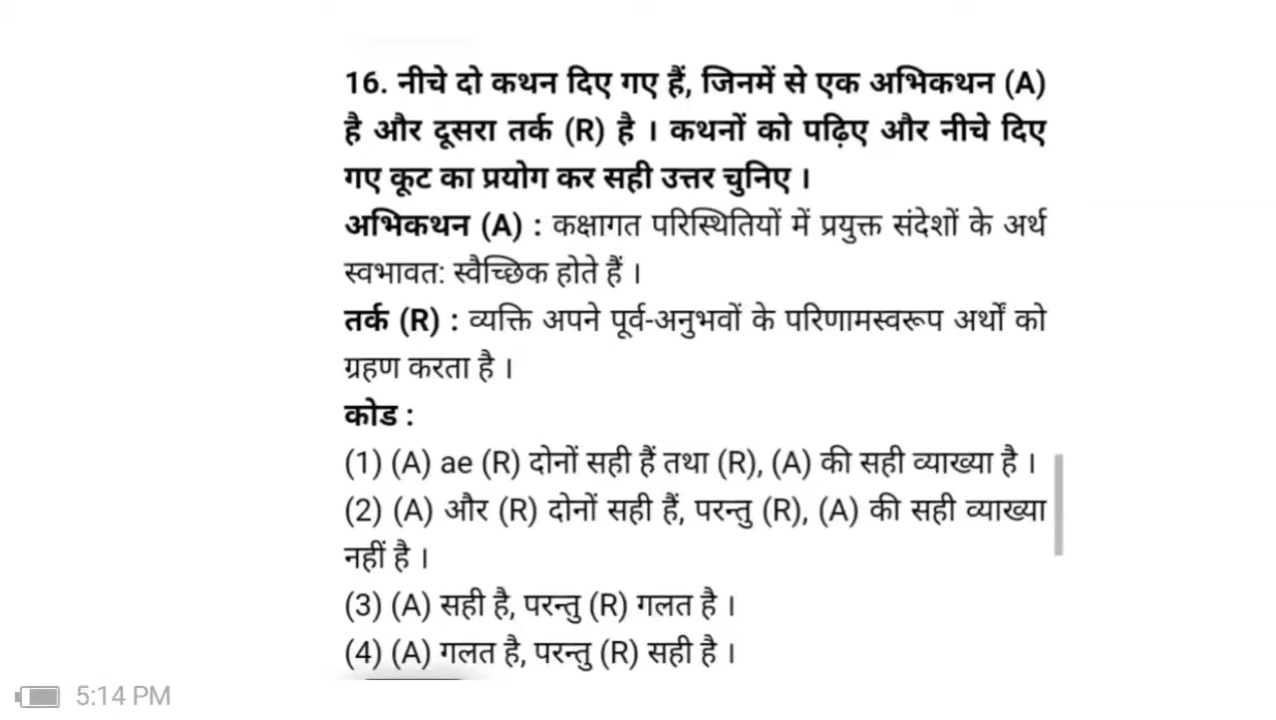 16. नीचे दो कथन दिए गए हैं, जिनमें से एक अभिकथन (A)
है और दूसरा तर्क (R) है । कथनों को पढ़िए और नीचे दिए
गए कूट का प्रयोग कर सही उत्तर चुनिए ।
अभिकथन (A) : कक्षागत परिस्थितियों में प्रयुक्त संदेशों के अर्थ
स्वभावत: स्वैच्छिक होते हैं ।
तर्क (R) : व्यक्ति अपने पूर्व-अनुभवों के परिणामस्वरूप अर्थों को
ग्रहण करता है ।
कोड :
(1) (A) ae (R) दोनों सही हैं तथा (R), (A) की सही व्याख्या है ।
(2) (A) और (R) दोनों सही हैं, परन्तु (R), (A) की सही व्याख्या
नहीं है ।
(3) (A) सही है, परन्तु (R) गलत है ।
(4) (A) गलत है, परन्तु (R) सही है ।
5:14 PM